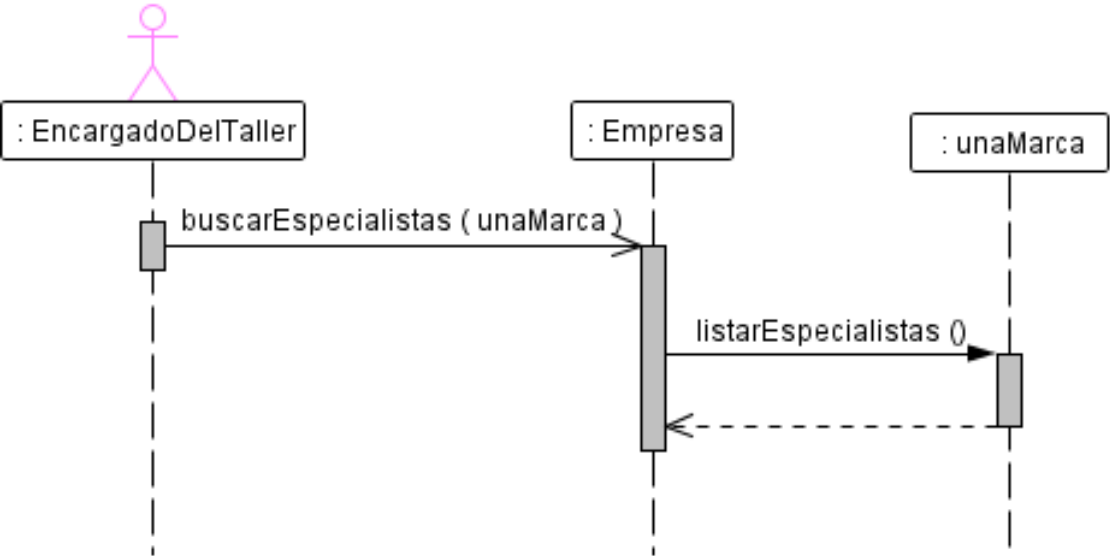 : EncargadoDelTaller
: Empresa
: unaMarca
buscarEspecialistas ( unaMarca )
listarEspecialistas ()